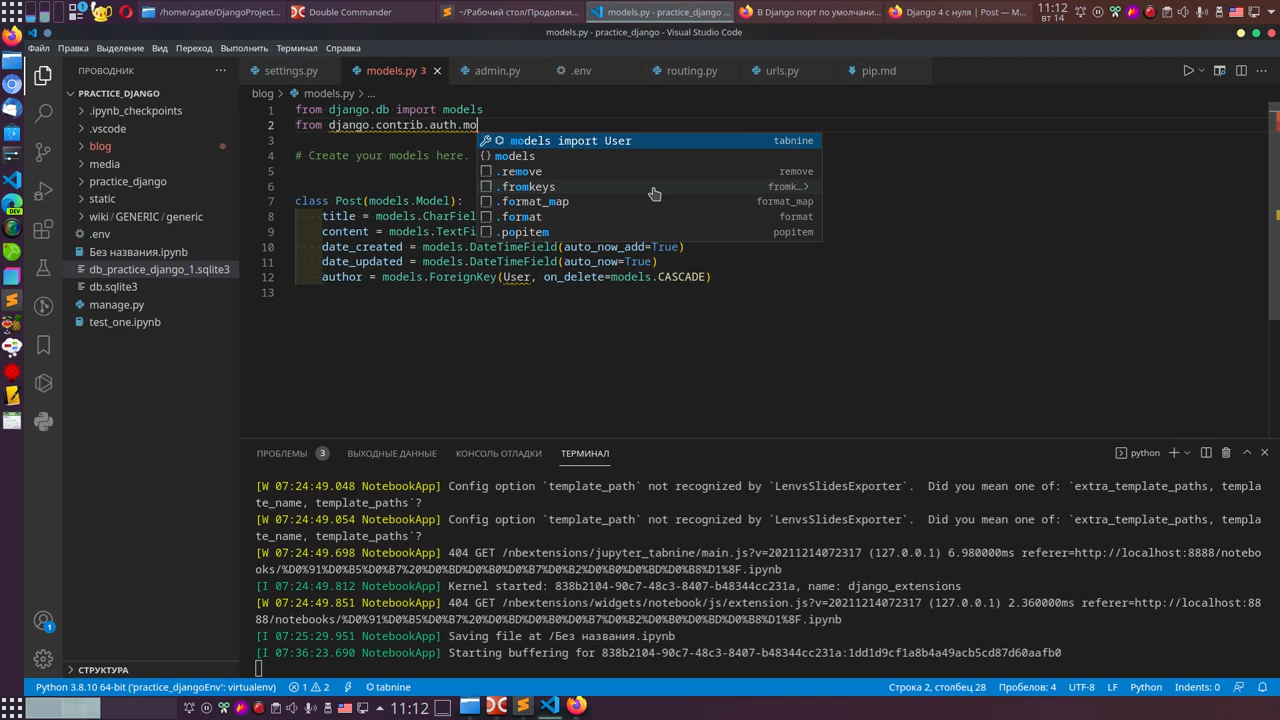 /home/agate/DjangoProject...
Double Command...
~/Рабочий стол/Продолжи...
models.py - practice_django ...
В Django порт по умолчани...
Django 4 с нуля | Post — M...
11:12
вт 14
models.py - practice_django - Visual Studio Code
Файл Правка Выделение Вид Переход Выполнить Терминал Справка
ПРОВОДНИК ...
settings.py models.py 3 admin.py .env routing.py urls.py pip.md
PRACTICE_DJANGO
blog > models.py > ...
.ipynb_checkpoints
.vscode
blog
media
practice_django
static
wiki / GENERIC / generic
.env
Без названия.ipynb
db_practice_django_1.sqlite3
db.sqlite3
manage.py
test_one.ipynb
1 from django.db import models
2 from django.contrib.auth.mo
3
4 # Create your models here.
5
6
7 class Post(models.Model):
8 title = models.CharFiel
9 content = models.TextFi
10 date_created = models.DateTimeField(auto_now_add=True)
11 date_updated = models.DateTimeField(auto_now=True)
12 author = models.ForeignKey(User, on_delete=models.CASCADE)
13
models import User tabnine
{} models
.remove remove
.fromkeys fromk...>
.format_map format_map
.format format
.popitem popitem
ПРОБЛЕМЫ 3 ВЫХОДНЫЕ ДАННЫЕ КОНСОЛЬ ОТЛАДКИ ТЕРМИНАЛ
python
[W 07:24:49.048 NotebookApp] Config option `template_path` not recognized by `LenvsSlidesExporter`.  Did you mean one of: `extra_template_paths, templa
te_name, template_paths`?
[W 07:24:49.054 NotebookApp] Config option `template_path` not recognized by `LenvsSlidesExporter`.  Did you mean one of: `extra_template_paths, templa
te_name, template_paths`?
[W 07:24:49.698 NotebookApp] 404 GET /nbextensions/jupyter_tabnine/main.js?v=20211214072317 (127.0.0.1) 6.980000ms referer=http://localhost:8888/notebo
oks/%D0%91%D0%B5%D0%B7%20%D0%BD%D0%B0%D0%B7%D0%B2%D0%B0%D0%BD%D0%B8%D1%8F.ipynb
[I 07:24:49.812 NotebookApp] Kernel started: 838b2104-90c7-48c3-8407-b48344cc231a, name: django_extensions
[W 07:24:49.851 NotebookApp] 404 GET /nbextensions/widgets/notebook/js/extension.js?v=20211214072317 (127.0.0.1) 2.360000ms referer=http://localhost:88
88/notebooks/%D0%91%D0%B5%D0%B7%20%D0%BD%D0%B0%D0%B7%D0%B2%D0%B0%D0%BD%D0%B8%D1%8F.ipynb
[I 07:25:29.951 NotebookApp] Saving file at /Без названия.ipynb
[I 07:36:23.690 NotebookApp] Starting buffering for 838b2104-90c7-48c3-8407-b48344cc231a:1dd1d9cf1a8b4a49acb5cd87d60aafb0
1
СТРУКТУРА
Python 3.8.10 64-bit ('practice_djangoEnv': virtualenv) 1 2 tabnine Строка 2, столбец 28 Пробелов: 4 UTF-8 LF Python Indents: 0
11:12